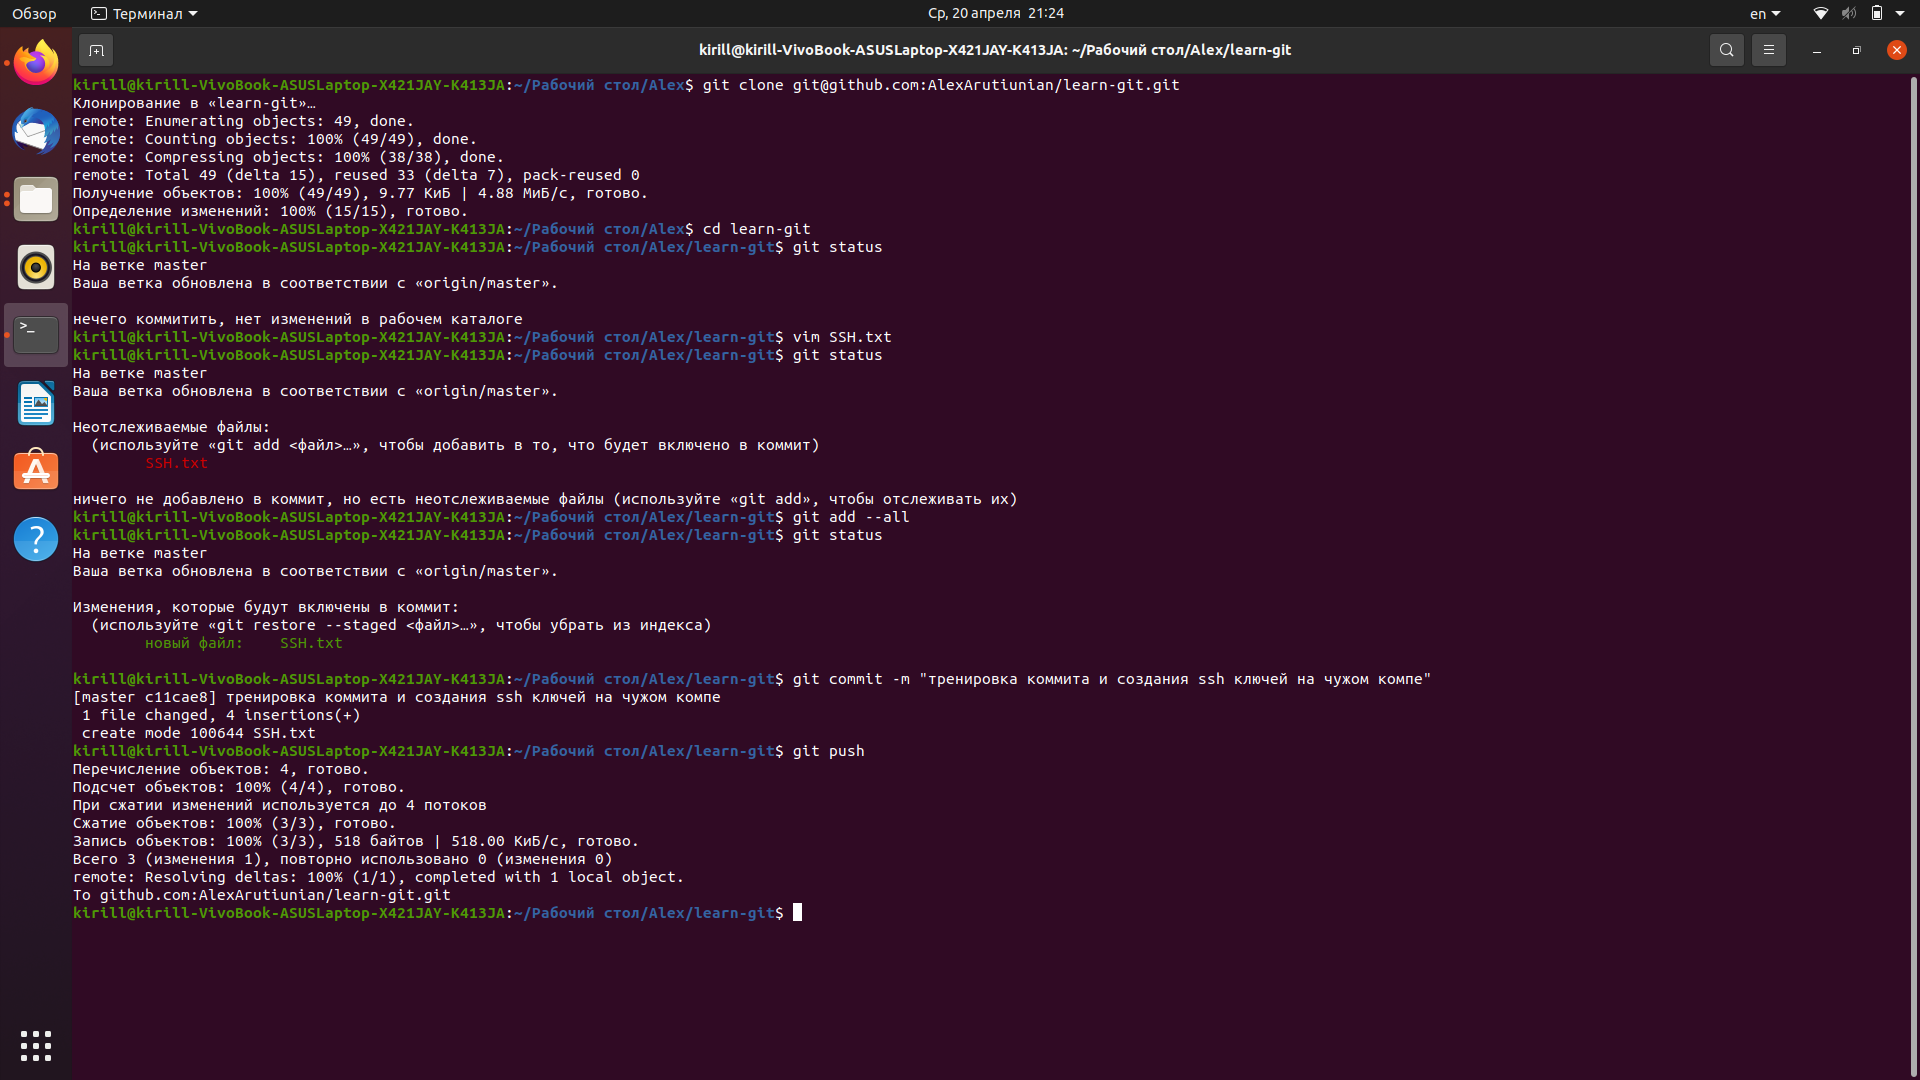 Обзор
Терминал
Ср, 20 апреля 21:24
en
kirill@kirill-VivoBook-ASUSLaptop-X421JAY-K413JA: ~/Рабочий стол/Alex/learn-git
kirill@kirill-VivoBook-ASUSLaptop-X421JAY-K413JA:~/Рабочий стол/Alex$ git clone git@github.com:AlexArutiunian/learn-git.git
Клонирование в «learn-git»…
remote: Enumerating objects: 49, done.
remote: Counting objects: 100% (49/49), done.
remote: Compressing objects: 100% (38/38), done.
remote: Total 49 (delta 15), reused 33 (delta 7), pack-reused 0
Получение объектов: 100% (49/49), 9.77 КиБ | 4.88 МиБ/с, готово.
Определение изменений: 100% (15/15), готово.
kirill@kirill-VivoBook-ASUSLaptop-X421JAY-K413JA:~/Рабочий стол/Alex$ cd learn-git
kirill@kirill-VivoBook-ASUSLaptop-X421JAY-K413JA:~/Рабочий стол/Alex/learn-git$ git status
На ветке master
Ваша ветка обновлена в соответствии с «origin/master».
нечего коммитить, нет изменений в рабочем каталоге
kirill@kirill-VivoBook-ASUSLaptop-X421JAY-K413JA:~/Рабочий стол/Alex/learn-git$ vim SSH.txt
kirill@kirill-VivoBook-ASUSLaptop-X421JAY-K413JA:~/Рабочий стол/Alex/learn-git$ git status
На ветке master
Ваша ветка обновлена в соответствии с «origin/master».
Неотслеживаемые файлы:
(используйте «git add <файл>…», чтобы добавить в то, что будет включено в коммит)
SSH.txt
ничего не добавлено в коммит, но есть неотслеживаемые файлы (используйте «git add», чтобы отслеживать их)
kirill@kirill-VivoBook-ASUSLaptop-X421JAY-K413JA:~/Рабочий стол/Alex/learn-git$ git add --all
kirill@kirill-VivoBook-ASUSLaptop-X421JAY-K413JA:~/Рабочий стол/Alex/learn-git$ git status
На ветке master
Ваша ветка обновлена в соответствии с «origin/master».
Изменения, которые будут включены в коммит:
(используйте «git restore --staged <файл>…», чтобы убрать из индекса)
новый файл:    SSH.txt
kirill@kirill-VivoBook-ASUSLaptop-X421JAY-K413JA:~/Рабочий стол/Alex/learn-git$ git commit -m "тренировка коммита и создания ssh ключей на чужом компе"
[master c11cae8] тренировка коммита и создания ssh ключей на чужом компе
1 file changed, 4 insertions(+)
create mode 100644 SSH.txt
kirill@kirill-VivoBook-ASUSLaptop-X421JAY-K413JA:~/Рабочий стол/Alex/learn-git$ git push
Перечисление объектов: 4, готово.
Подсчет объектов: 100% (4/4), готово.
При сжатии изменений используется до 4 потоков
Сжатие объектов: 100% (3/3), готово.
Запись объектов: 100% (3/3), 518 байтов | 518.00 КиБ/с, готово.
Всего 3 (изменения 1), повторно использовано 0 (изменения 0)
remote: Resolving deltas: 100% (1/1), completed with 1 local object.
To github.com:AlexArutiunian/learn-git.git
kirill@kirill-VivoBook-ASUSLaptop-X421JAY-K413JA:~/Рабочий стол/Alex/learn-git$